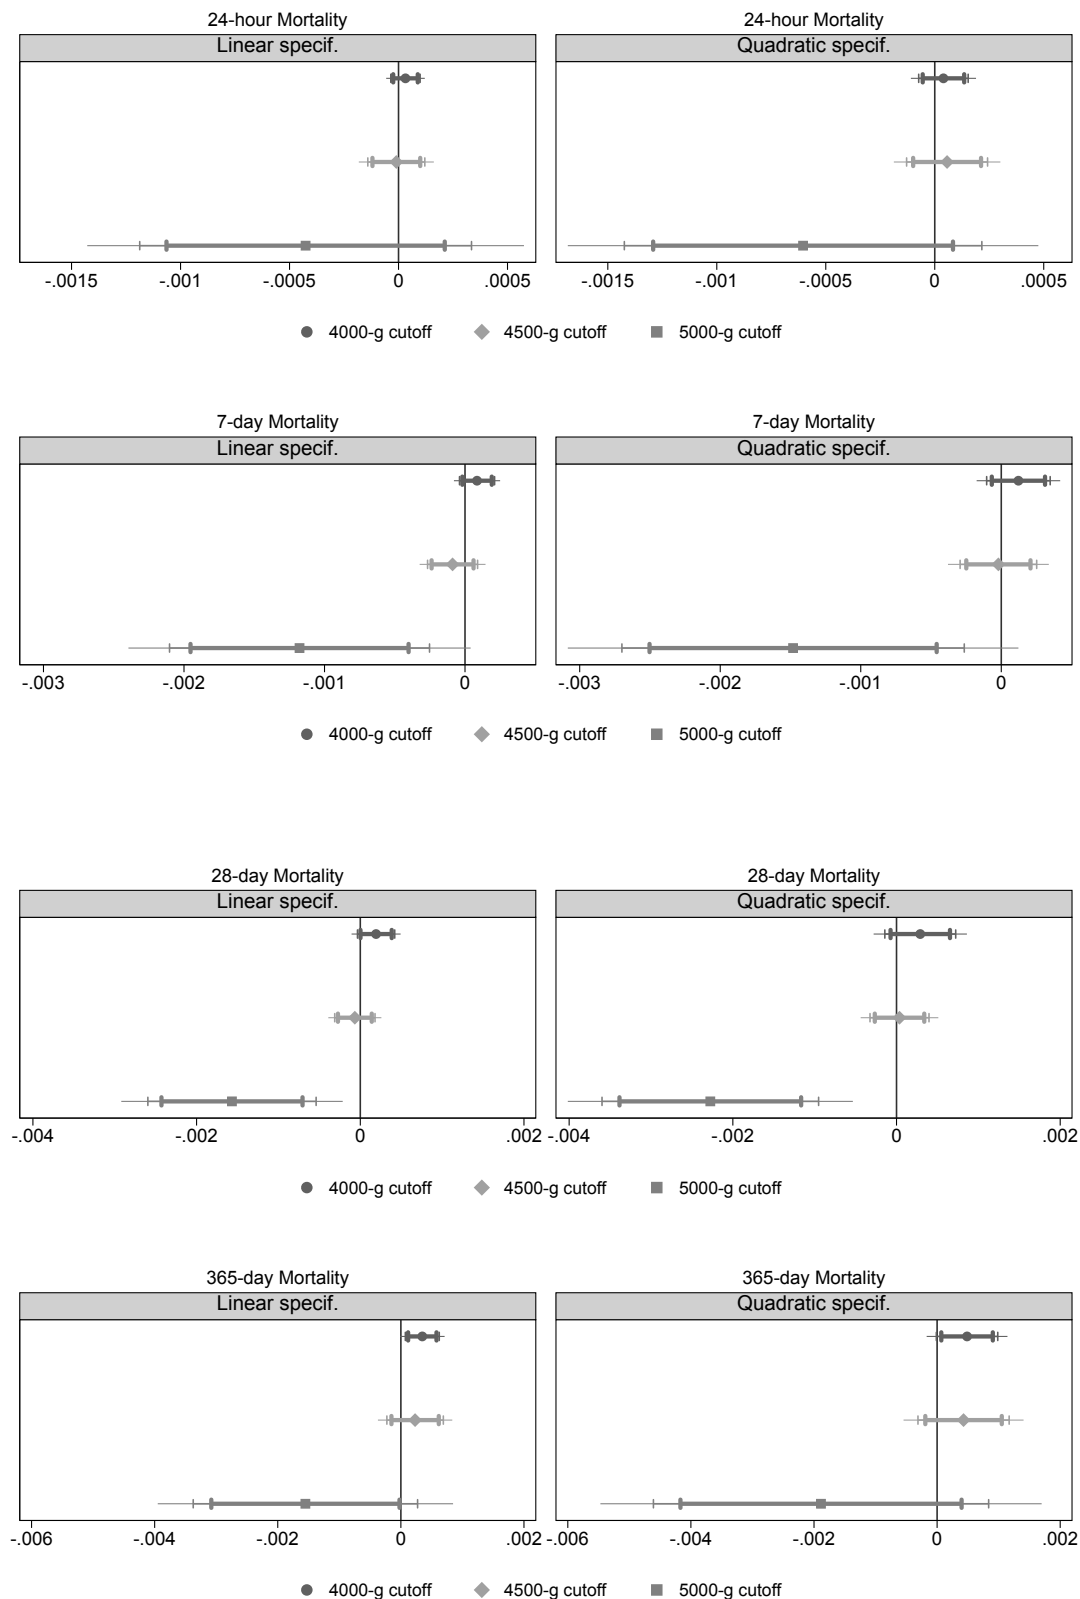 24-hour Mortality 24-hour Mortality
Linear specif. Quadratic specif.
-.0015 -.001 -.0005 0 .0005 -.0015 -.001 -.0005 0 .0005
4000-g cutoff 4500-g cutoff 5000-g cutoff
7-day Mortality 7-day Mortality
Linear specif. Quadratic specif.
-.003 -.002 -.001 0 -.003 -.002 -.001 0
4000-g cutoff 4500-g cutoff 5000-g cutoff
28-day Mortality 28-day Mortality
Linear specif. Quadratic specif.
-.004 -.002 0 .002 -.004 -.002 0 .002
4000-g cutoff 4500-g cutoff 5000-g cutoff
365-day Mortality 365-day Mortality
Linear specif. Quadratic specif.
-.006 -.004 -.002 0 .002 -.006 -.004 -.002 0 .002
4000-g cutoff 4500-g cutoff 5000-g cutoff